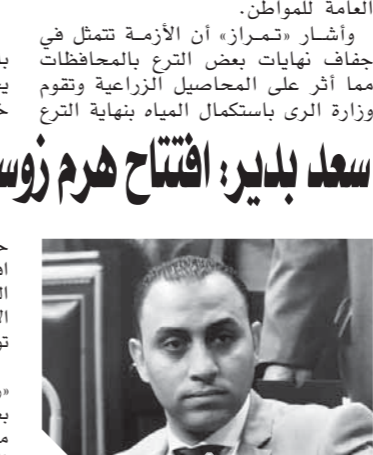 العامة للمواطن.
وأشار «تمراز» أن الأزمة تتمثل في
جفاف نهايات بعض الترع بالمحافظات
مما أثر على المحاصيل الزراعية وتقوم
وزارة الرى باستكمال المياه بنهاية الترع
سعد بدير: افتتاح هرم زوس